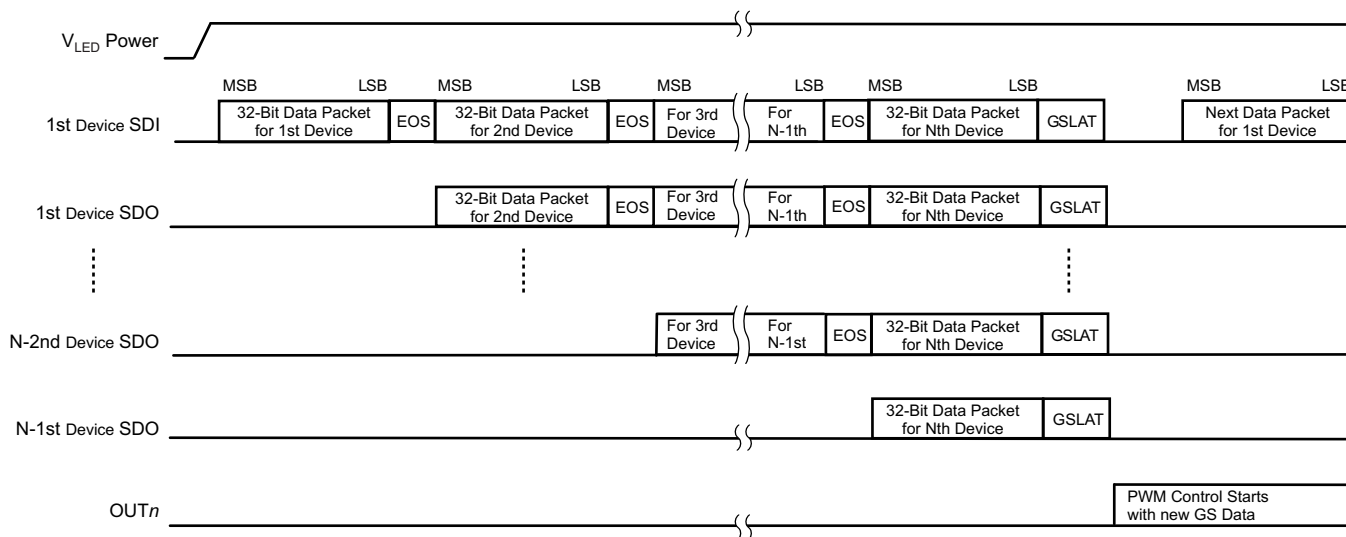 VLED Power
MSB LSB MSB LSB MSB LSB MSB LSB MSB LSB
1st Device SDI
32-Bit Data Packet
for 1st Device
EOS
32-Bit Data Packet
for 2nd Device
EOS
For 3rd
Device
For
N-1th
EOS
32-Bit Data Packet
for Nth Device
GSLAT
Next Data Packet
for 1st Device
1st Device SDO
32-Bit Data Packet
for 2nd Device
EOS
For 3rd
Device
For
N-1th
EOS
32-Bit Data Packet
for Nth Device
GSLAT
N-2nd Device SDO
For 3rd
Device
For
N-1st
EOS
32-Bit Data Packet
for Nth Device
GSLAT
N-1st Device SDO
32-Bit Data Packet
for Nth Device
GSLAT
OUTn
PWM Control Starts
with new GS Data